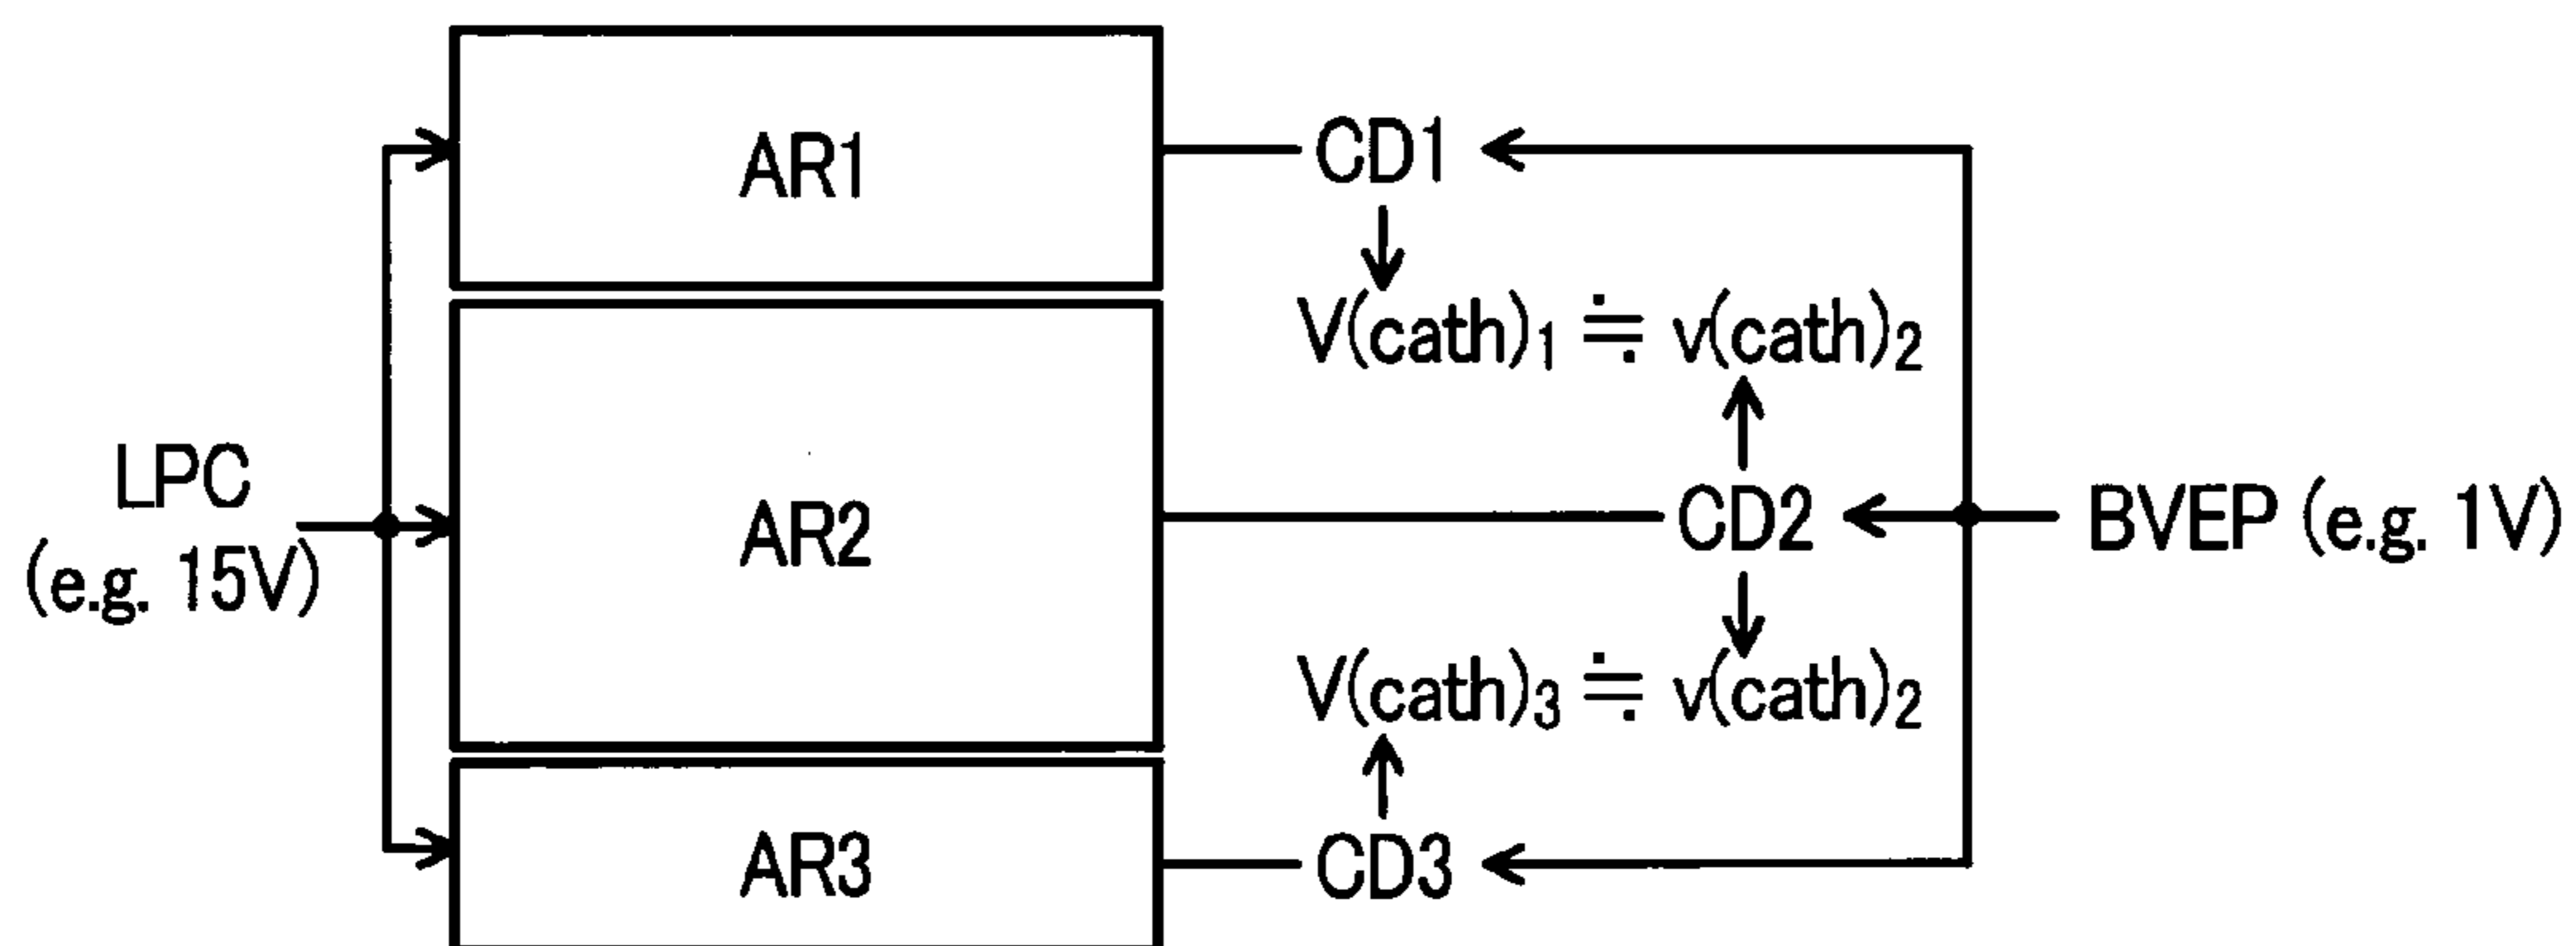 AR1
CD1
V(cath)₁ ≒ v(cath)₂
LPC
(e.g. 15V)
AR2
CD2
BVEP (e.g. 1V)
V(cath)₃ ≒ v(cath)₂
AR3
CD3